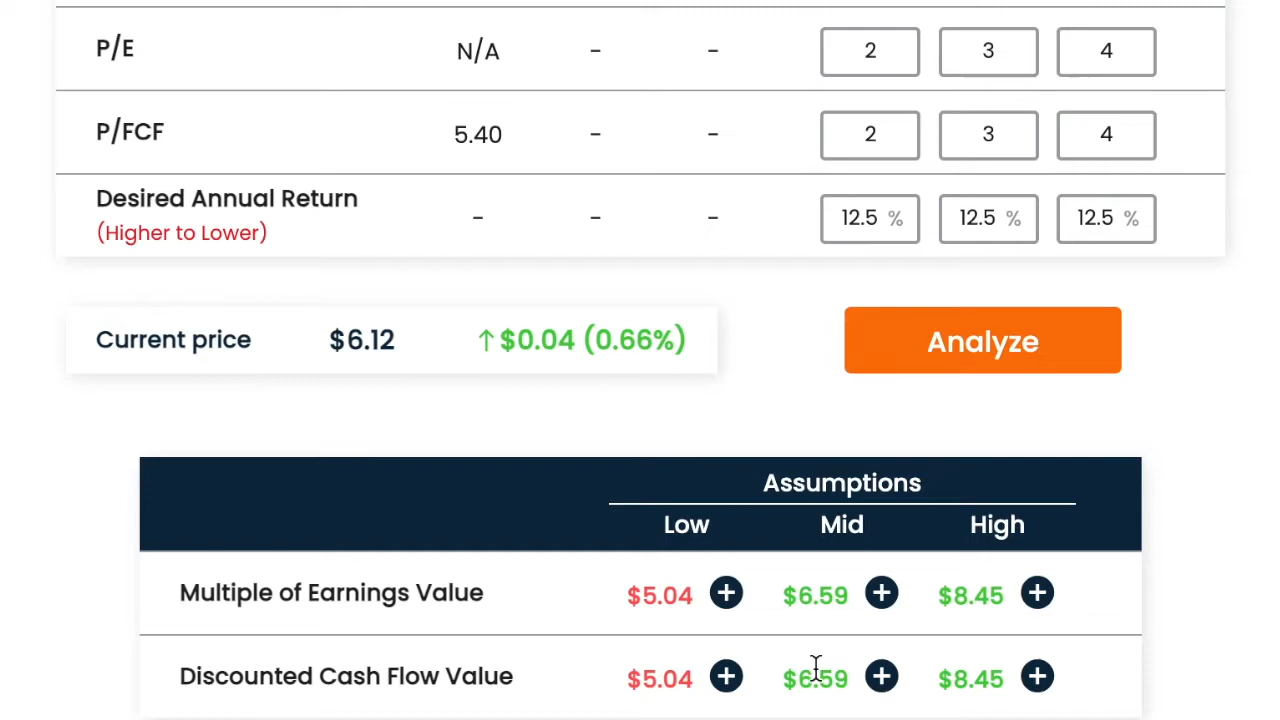 P/E N/A - - 2 3 4
P/FCF 5.40 - - 2 3 4
Desired Annual Return
(Higher to Lower) - - - 12.5 % 12.5 % 12.5 %
Current price $6.12 ↑$0.04 (0.66%) Analyze
Assumptions
Low Mid High
Multiple of Earnings Value $5.04 + $6.59 + $8.45 +
Discounted Cash Flow Value $5.04 + $6.59 + $8.45 +